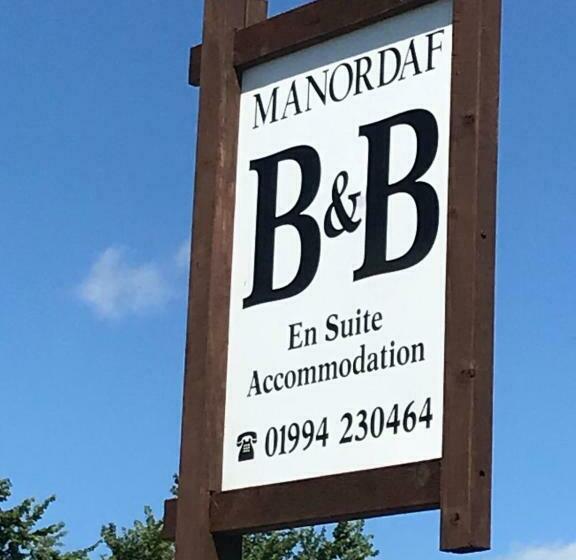 MANORDAF
B&B
En Suite
Accommodation
☎ 01994 230464